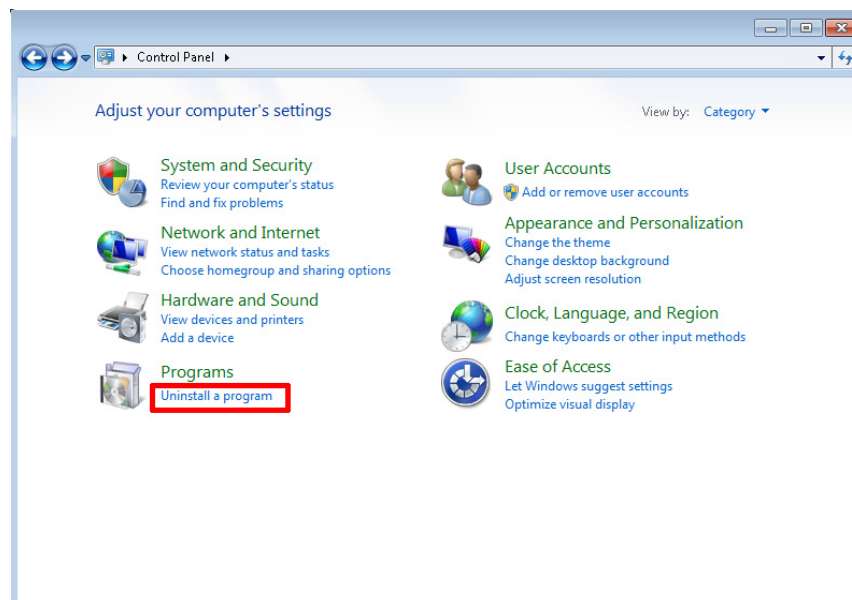 Control Panel
Adjust your computer's settings
View by: Category
System and Security
Review your computer's status
Find and fix problems
Network and Internet
View network status and tasks
Choose homegroup and sharing options
Hardware and Sound
View devices and printers
Add a device
Programs
Uninstall a program
User Accounts
Add or remove user accounts
Appearance and Personalization
Change the theme
Change desktop background
Adjust screen resolution
Clock, Language, and Region
Change keyboards or other input methods
Ease of Access
Let Windows suggest settings
Optimize visual display